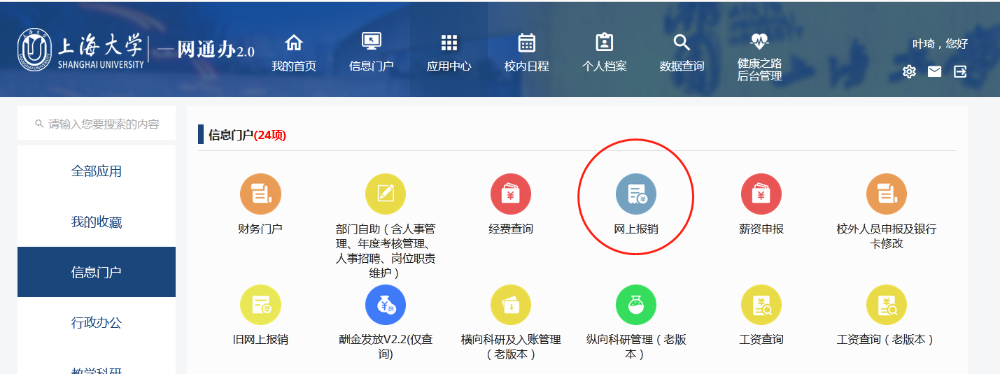 上海大学
SHANGHAI UNIVERSITY
一网通办2.0
我的首页
信息门户
应用中心
校内日程
个人档案
数据查询
健康之路
后台管理
叶琦，您好
请输入您要搜索的内容
全部应用
我的收藏
信息门户
行政办公
教学科研
信息门户(24项)
财务门户
部门自助（含人事管
理、年度考核管理、
人事招聘、岗位职责
维护）
经费查询
网上报销
薪资申报
校外人员申报及银行
卡修改
旧网上报销
酬金发放V2.2(仅查
询)
横向科研及入账管理
（老版本）
纵向科研管理（老版
本）
工资查询
工资查询（老版本）